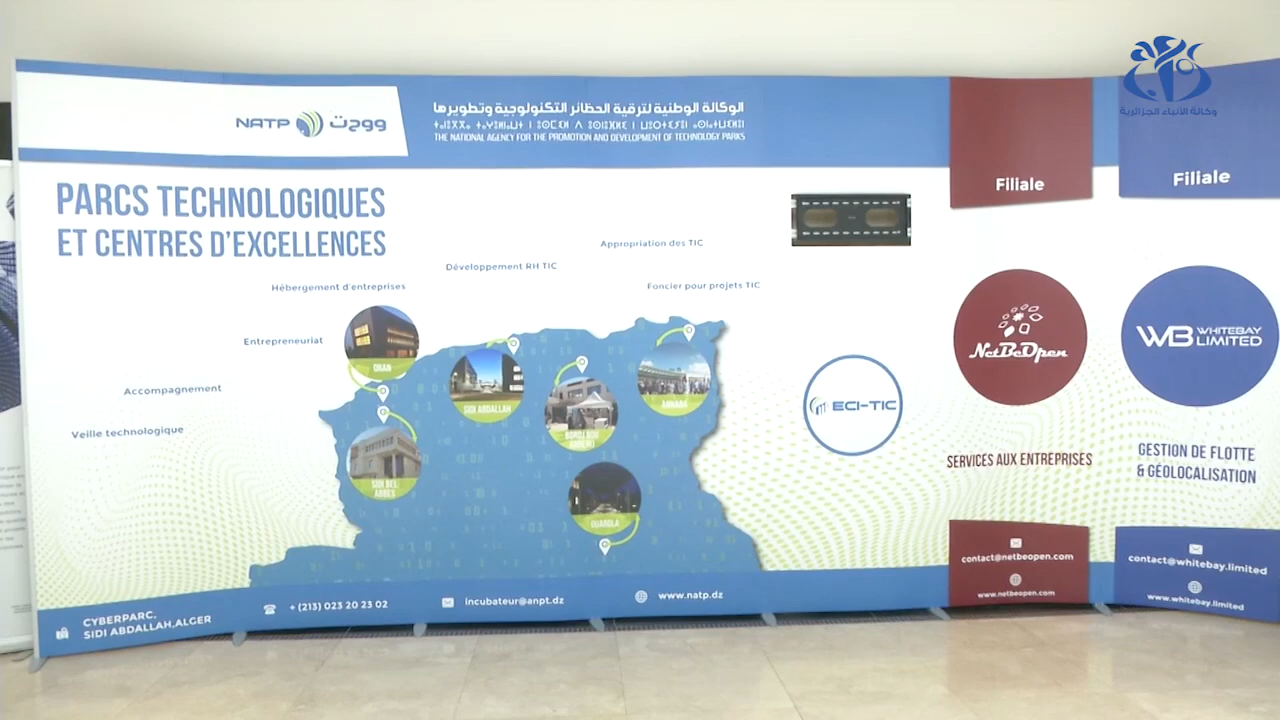 وكالة الأنباء الجزائرية
NATP ووحت
الوكالة الوطنية لترقية الحظائر التكنولوجية وتطويرها
THE NATIONAL AGENCY FOR THE PROMOTION AND DEVELOPMENT OF TECHNOLOGY PARKS
Filiale
Filiale
PARCS TECHNOLOGIQUES
ET CENTRES D'EXCELLENCES
Appropriation des TIC
Développement RH TIC
Foncier pour projets TIC
Hébergement d'entreprises
Entrepreneuriat
Accompagnement
Veille technologique
ORAN
SIDI ABDALLAH
ANNABA
BORDJ BOU
ARRERIDJ
SIDI BEL
ABBES
OUARGLA
ECI-TIC
NetBeOpen
WB WHITEBAY
LIMITED
SERVICES AUX ENTREPRISES
GESTION DE FLOTTE
& GÉOLOCALISATION
contact@netbeopen.com
www.netbeopen.com
contact@whitebay.limited
www.whitebay.limited
CYBERPARC,
SIDI ABDALLAH,ALGER
+ (213) 023 20 23 02
incubateur@anpt.dz
www.natp.dz